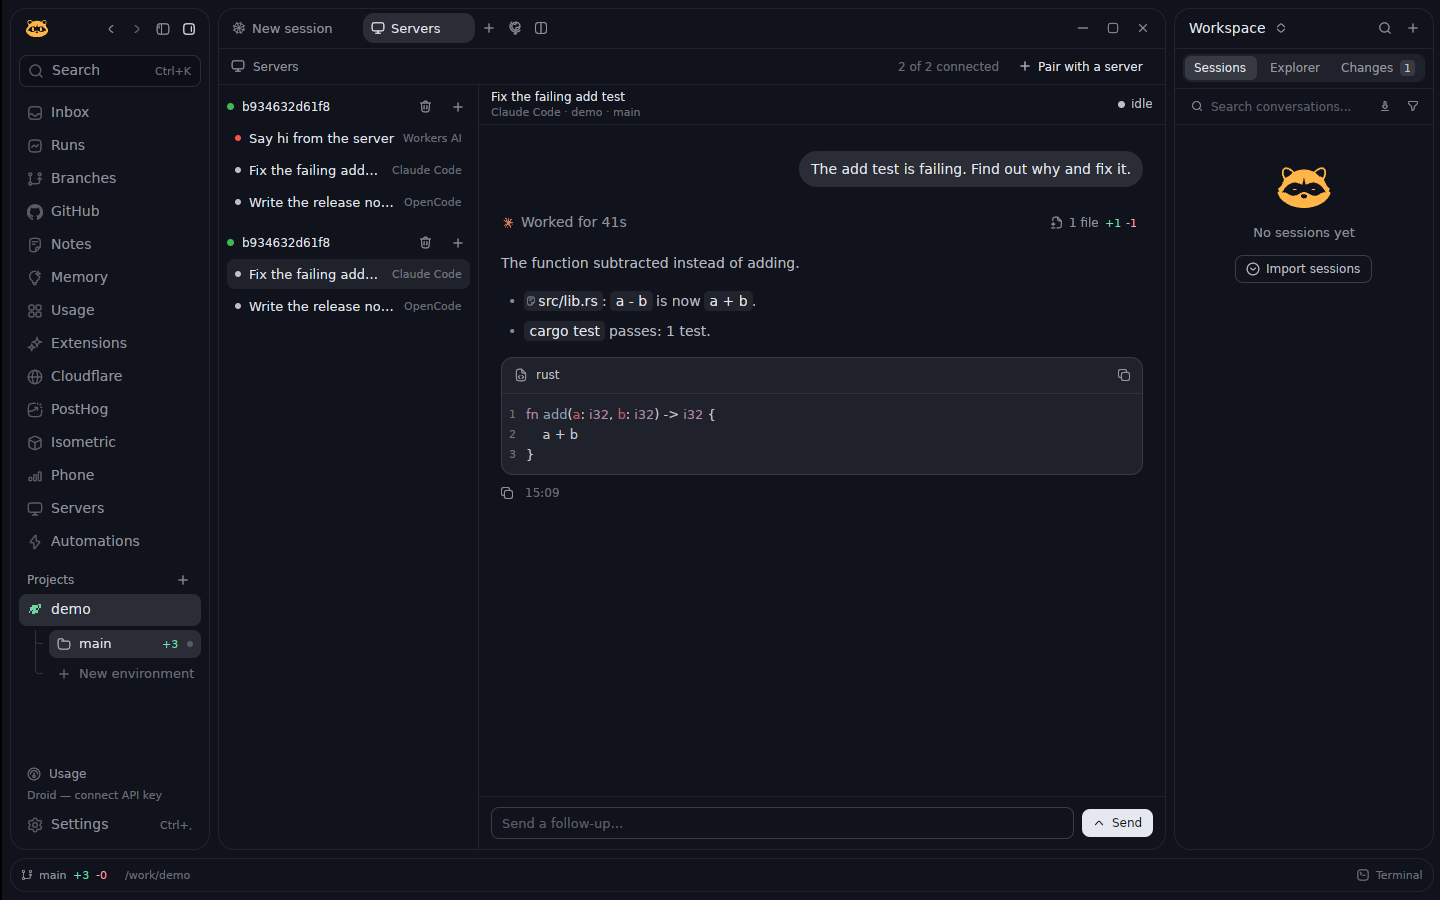 New session
Servers
Search Ctrl+K
Inbox
Runs
Branches
GitHub
Notes
Memory
Usage
Extensions
Cloudflare
PostHog
Isometric
Phone
Servers
Automations
Projects
demo
main +3
New environment
Usage
Droid — connect API key
Settings Ctrl+,
Servers
2 of 2 connected
Pair with a server
b934632d61f8
Say hi from the server Workers AI
Fix the failing add... Claude Code
Write the release no... OpenCode
b934632d61f8
Fix the failing add... Claude Code
Write the release no... OpenCode
Fix the failing add test
Claude Code · demo · main
idle
The add test is failing. Find out why and fix it.
Worked for 41s
1 file +1 -1
The function subtracted instead of adding.
• src/lib.rs : a - b is now a + b .
• cargo test passes: 1 test.
rust
1 fn add(a: i32, b: i32) -> i32 {
2 a + b
3 }
15:09
Send a follow-up...
Send
Workspace
Sessions
Explorer
Changes 1
Search conversations...
No sessions yet
Import sessions
main +3 -0 /work/demo
Terminal